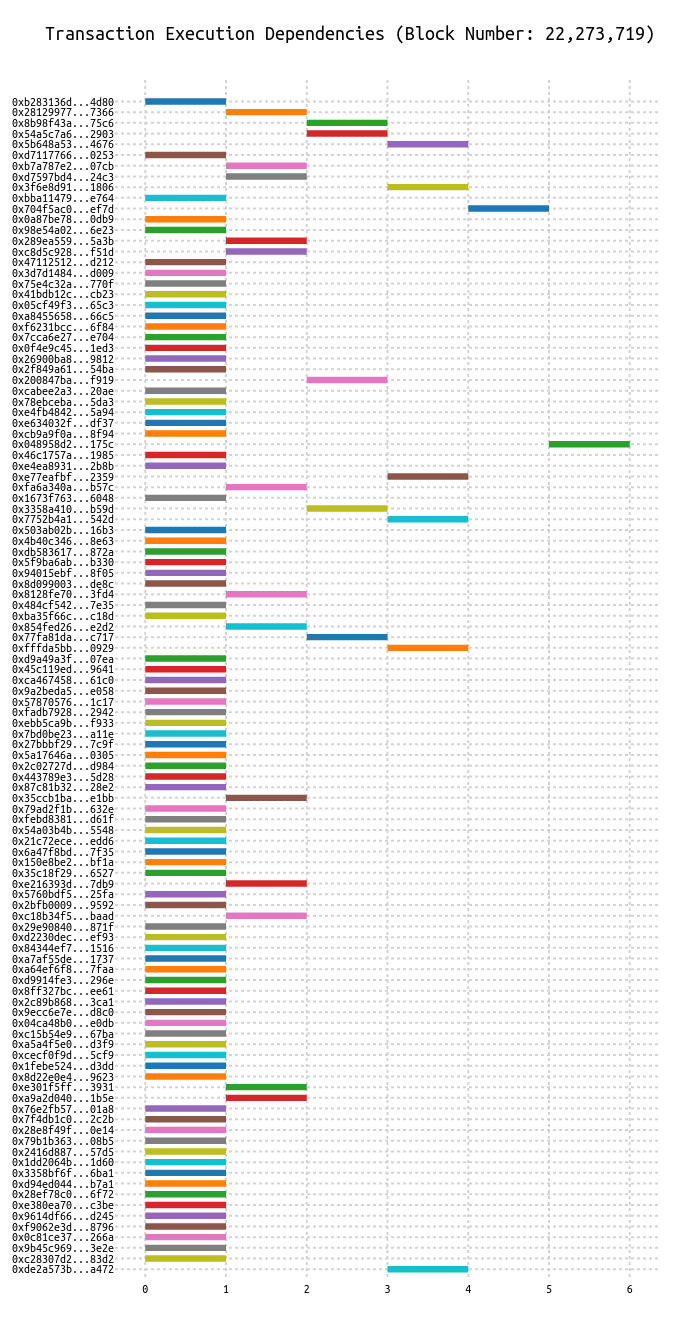 Transaction Execution Dependencies (Block Number: 22,273,719)
0xb283136d...4d80
0x28129977...7366
0x8b98f43a...75c6
0x54a5c7a6...2903
0x5b648a53...4676
0xd7117766...0253
0xb7a787e2...07cb
0xd7597bd4...24c3
0x3f6e8d91...1806
0xbba11479...e764
0x704f5ac0...ef7d
0x0a87be78...0db9
0x98e54a02...6e23
0x289ea559...5a3b
0xc8d5c928...f51d
0x47112512...d212
0x3d7d1484...d009
0x75e4c32a...770f
0x41bdb12c...cb23
0x05cf49f3...65c3
0xa8455658...66c5
0xf6231bcc...6f84
0x7cca6e27...e704
0x0f4e9c45...1ed3
0x26900ba8...9812
0x2f849a61...54ba
0x200847ba...f919
0xcabee2a3...20ae
0x78ebceba...5da3
0xe4fb4842...5a94
0xe634032f...df37
0xcb9a9f0a...8f94
0x048958d2...175c
0x46c1757a...1985
0xe4ea8931...2b8b
0xe77eafbf...2359
0xfa6a340a...b57c
0x1673f763...6048
0x3358a410...b59d
0x7752b4a1...542d
0x503ab02b...16b3
0x4b40c346...8e63
0xdb583617...872a
0x5f9ba6ab...b330
0x94015ebf...8f05
0x8d099003...de8c
0x8128fe70...3fd4
0x484cf542...7e35
0xba35f66c...c18d
0x854fed26...e2d2
0x77fa81da...c717
0xfffda5bb...0929
0xd9a49a3f...07ea
0x45c119ed...9641
0xca467458...61c0
0x9a2beda5...e058
0x57870576...1c17
0xfadb7928...2942
0xebb5ca9b...f933
0x7bd0be23...a11e
0x27bbbf29...7c9f
0x5a17646a...0305
0x2c02727d...d984
0x443789e3...5d28
0x87c81b32...28e2
0x35ccb1ba...e1bb
0x79ad2f1b...632e
0xfebd8381...d61f
0x54a03b4b...5548
0x21c72ece...edd6
0x6a47f8bd...7f35
0x150e8be2...bf1a
0x35c18f29...6527
0xe216393d...7db9
0x5760bdf5...25fa
0x2bfb0009...9592
0xc18b34f5...baad
0x29e90840...871f
0xd2230dec...ef93
0x84344ef7...1516
0xa7af55de...1737
0xa64ef6f8...7faa
0xd9914fe3...296e
0x8ff327bc...ee61
0x2c89b868...3ca1
0x9ecc6e7e...d8c0
0x04ca48b0...e0db
0xc15b54e9...67ba
0xa5a4f5e0...d3f9
0xcecf0f9d...5cf9
0x1febe524...d3dd
0x8d22e0e4...9623
0xe301f5ff...3931
0xa9a2d040...1b5e
0x76e2fb57...01a8
0x7f4db1c0...2c2b
0x28e8f49f...0e14
0x79b1b363...08b5
0x2416d887...57d5
0x1dd2064b...1d60
0x3358bf6f...6ba1
0xd94ed044...b7a1
0x28ef78c0...6f72
0xe380ea70...c3be
0x9614df66...d245
0xf9062e3d...8796
0x0c81ce37...266a
0x9b45c969...3e2e
0xc28307d2...83d2
0xde2a573b...a472
0 1 2 3 4 5 6